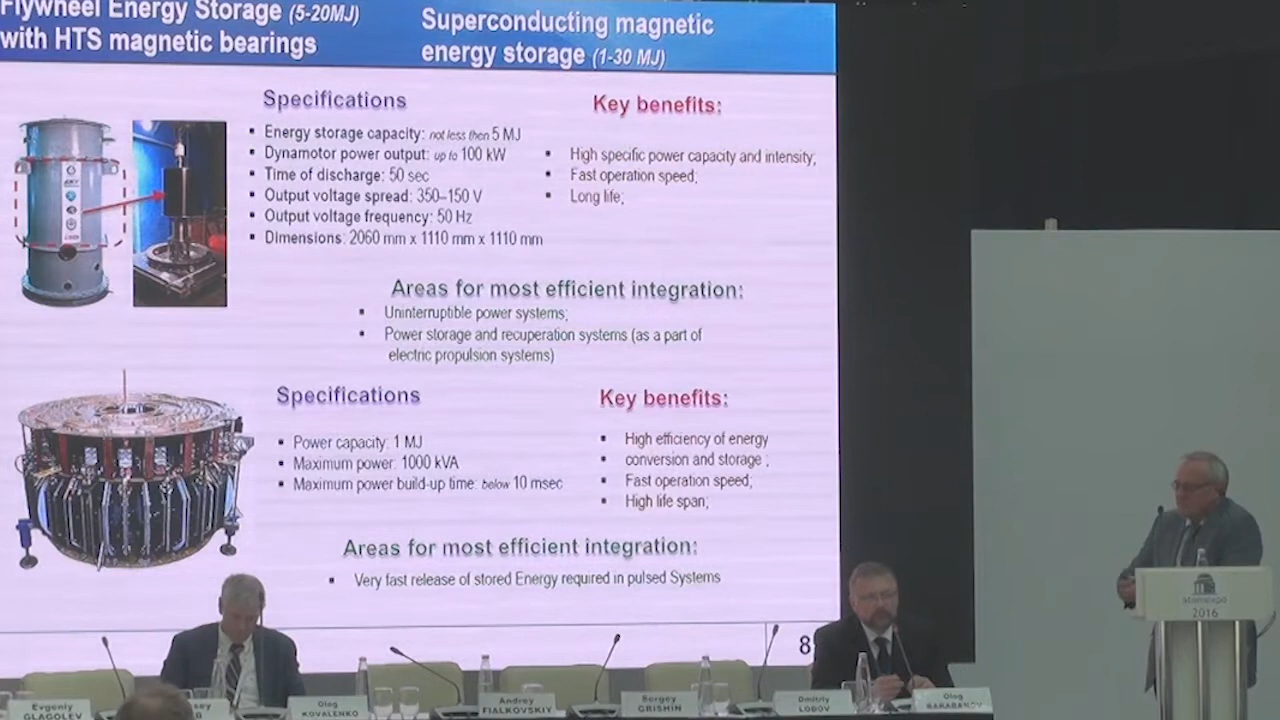 Flywheel Energy Storage (5-20MJ)
with HTS magnetic bearings
Superconducting magnetic
energy storage (1-30 MJ)
Specifications
▪ Energy storage capacity: not less then 5 MJ
▪ Dynamotor power output: up to 100 kW
▪ Time of discharge: 50 sec
▪ Output voltage spread: 350–150 V
▪ Output voltage frequency: 50 Hz
▪ Dimensions: 2060 mm x 1110 mm x 1110 mm
Key benefits:
▪ High specific power capacity and intensity;
▪ Fast operation speed;
▪ Long life;
Areas for most efficient integration:
▪ Uninterruptible power systems;
▪ Power storage and recuperation systems (as a part of
electric propulsion systems)
Specifications
▪ Power capacity: 1 MJ
▪ Maximum power: 1000 kVA
▪ Maximum power build-up time: below 10 msec
Key benefits:
▪ High efficiency of energy
▪ conversion and storage ;
▪ Fast operation speed;
▪ High life span;
Areas for most efficient integration:
▪ Very fast release of stored Energy required in pulsed Systems
8
2016
Evgeniy
GLAGOLEV
Oleg
KOVALENKO
Andrey
FIALKOVSKIY
Sergey
GRISHIN
Dmitriy
LOBOV
Oleg
BARABANOV